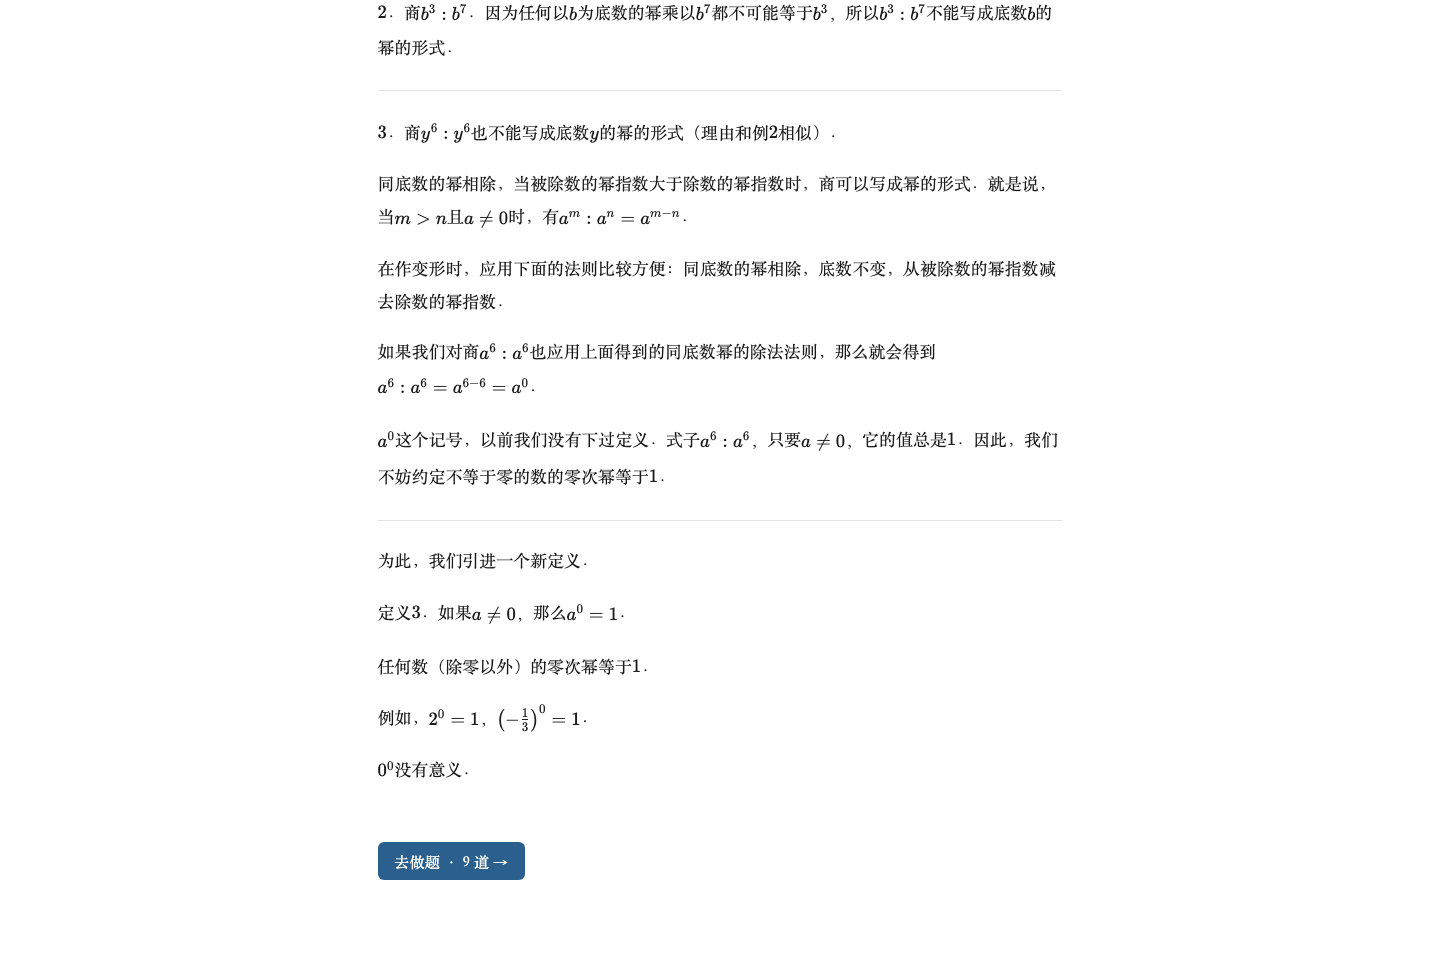 2．商b³ : b⁷．因为任何以b为底数的幂乘以b⁷都不可能等于b³，所以b³ : b⁷不能写成底数b的
幂的形式．
3．商y⁶ : y⁶也不能写成底数y的幂的形式（理由和例2相似）．
同底数的幂相除，当被除数的幂指数大于除数的幂指数时，商可以写成幂的形式．就是说，
当m > n且a ≠ 0时，有aᵐ : aⁿ = aᵐ⁻ⁿ．
在作变形时，应用下面的法则比较方便：同底数的幂相除，底数不变，从被除数的幂指数减
去除数的幂指数．
如果我们对商a⁶ : a⁶也应用上面得到的同底数幂的除法法则，那么就会得到
a⁶ : a⁶ = a⁶⁻⁶ = a⁰．
a⁰这个记号，以前我们没有下过定义．式子a⁶ : a⁶，只要a ≠ 0，它的值总是1．因此，我们
不妨约定不等于零的数的零次幂等于1．
为此，我们引进一个新定义．
定义3．如果a ≠ 0，那么a⁰ = 1．
任何数（除零以外）的零次幂等于1．
例如，2⁰ = 1，(−1/3)⁰ = 1．
0⁰没有意义．
去做题 · 9 道 →